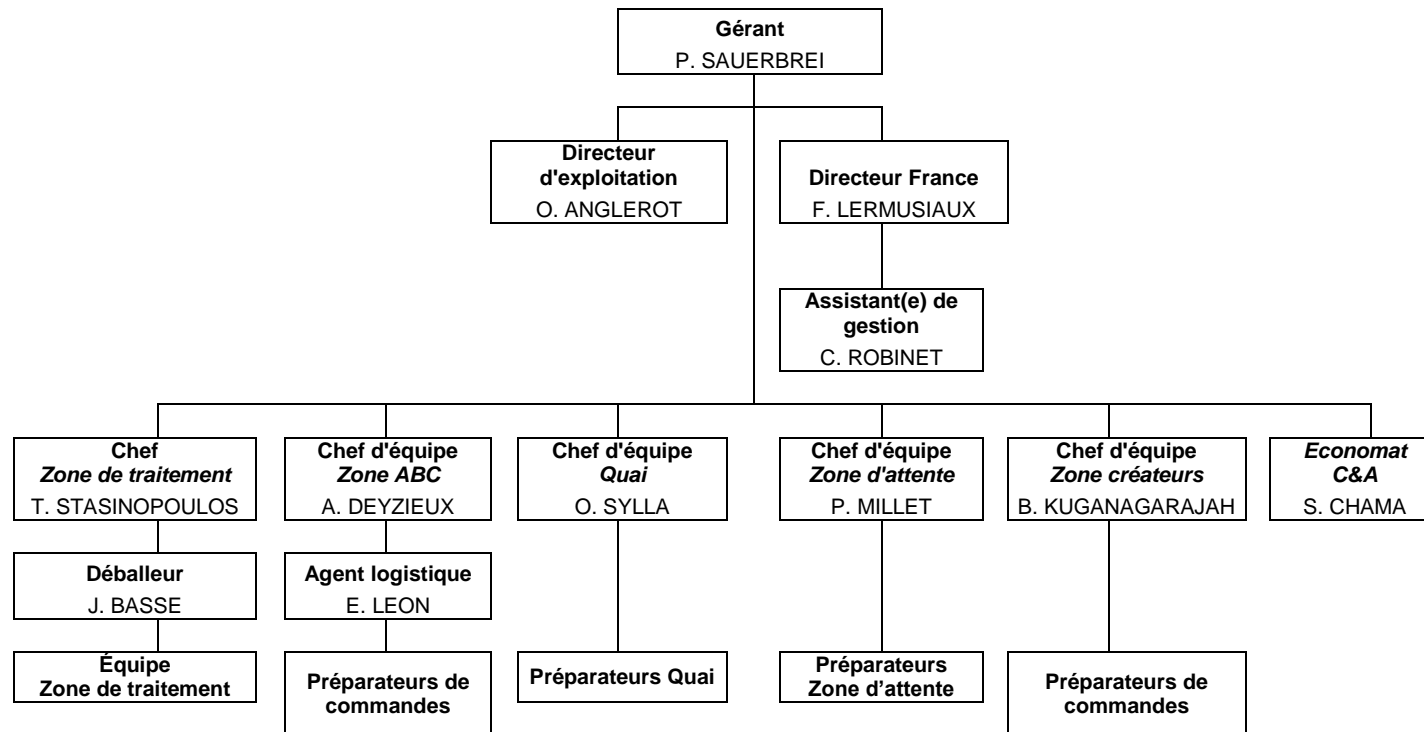 Gérant
P. SAUERBREI
Directeur
d'exploitation
O. ANGLEROT
Directeur France
F. LERMUSIAUX
Assistant(e) de
gestion
C. ROBINET
Chef
Zone de traitement
T. STASINOPOULOS
Chef d'équipe
Zone ABC
A. DEYZIEUX
Chef d'équipe
Quai
O. SYLLA
Chef d'équipe
Zone d'attente
P. MILLET
Chef d'équipe
Zone créateurs
B. KUGANAGARAJAH
Economat
C&A
S. CHAMA
Déballeur
J. BASSE
Agent logistique
E. LEON
Équipe
Zone de traitement
Préparateurs de
commandes
Préparateurs Quai
Préparateurs
Zone d’attente
Préparateurs de
commandes